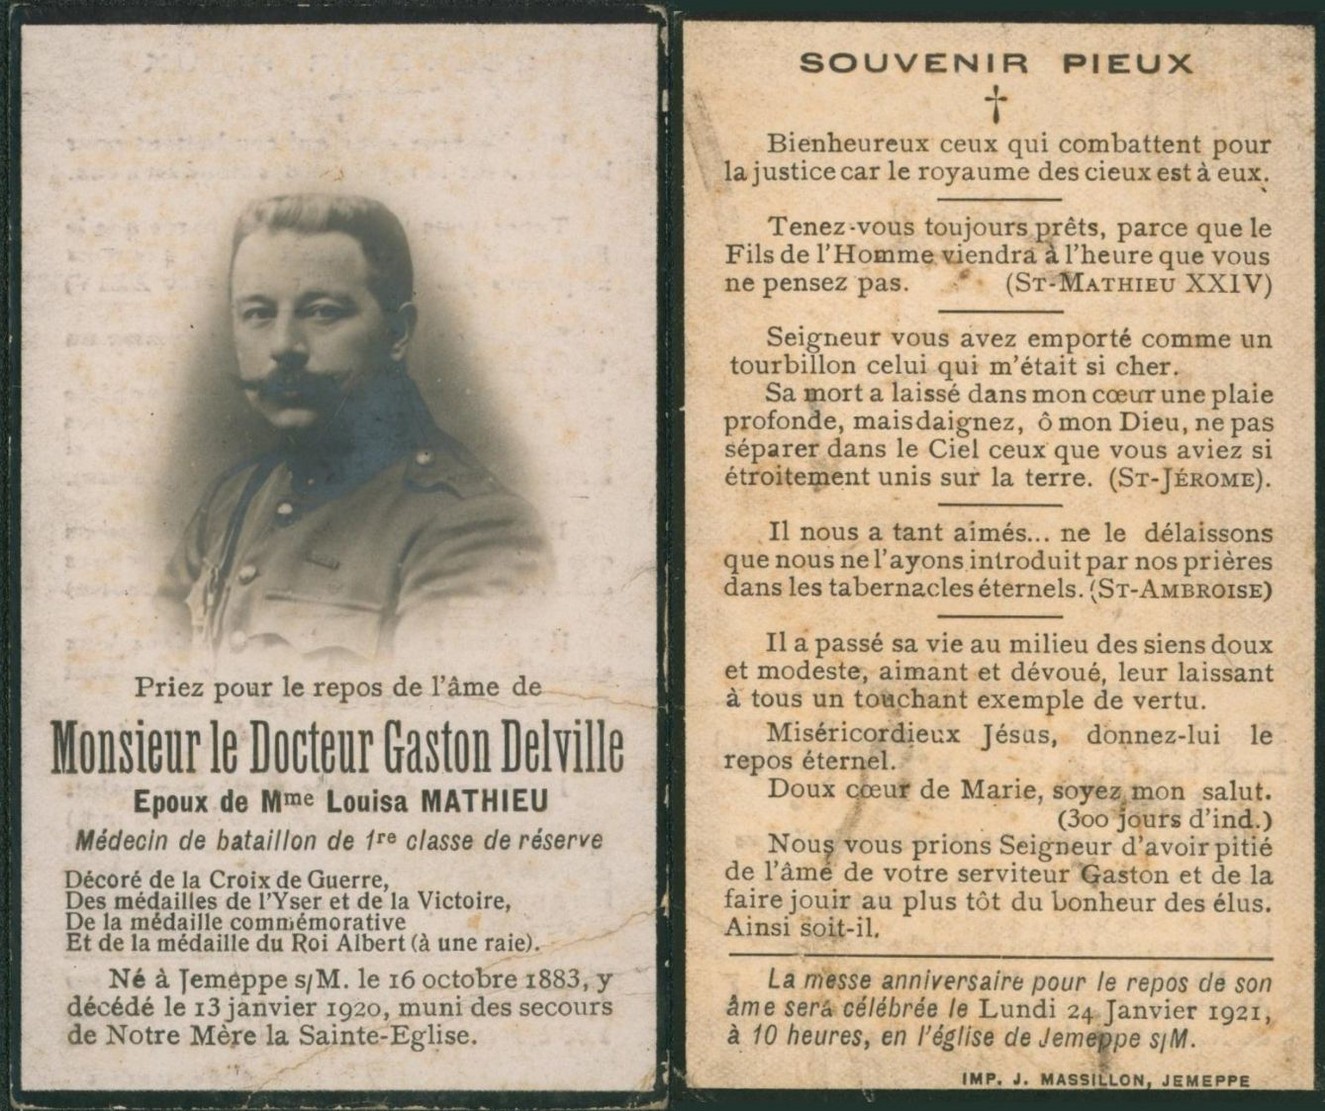 Priez pour le repos de l'âme de
Monsieur le Docteur Gaston Delville
Epoux de Mme Louisa MATHIEU
Médecin de bataillon de 1re classe de réserve
Décoré de la Croix de Guerre,
Des médailles de l'Yser et de la Victoire,
De la médaille commémorative
Et de la médaille du Roi Albert (à une raie).
Né à Jemeppe s/M. le 16 octobre 1883, y
décédé le 13 janvier 1920, muni des secours
de Notre Mère la Sainte-Eglise.
SOUVENIR PIEUX
Bienheureux ceux qui combattent pour
la justice car le royaume des cieux est à eux.
Tenez-vous toujours prêts, parce que le
Fils de l'Homme viendra à l'heure que vous
ne pensez pas. (ST-MATHIEU XXIV)
Seigneur vous avez emporté comme un
tourbillon celui qui m'était si cher.
Sa mort a laissé dans mon cœur une plaie
profonde, mais daignez, ô mon Dieu, ne pas
séparer dans le Ciel ceux que vous aviez si
étroitement unis sur la terre. (ST-JÉROME).
Il nous a tant aimés... ne le délaissons
que nous ne l'ayons introduit par nos prières
dans les tabernacles éternels. (ST-AMBROISE)
Il a passé sa vie au milieu des siens doux
et modeste, aimant et dévoué, leur laissant
à tous un touchant exemple de vertu.
Miséricordieux Jésus, donnez-lui le
repos éternel.
Doux cœur de Marie, soyez mon salut.
(300 jours d'ind.)
Nous vous prions Seigneur d'avoir pitié
de l'âme de votre serviteur Gaston et de la
faire jouir au plus tôt du bonheur des élus.
Ainsi soit-il.
La messe anniversaire pour le repos de son
âme sera célébrée le Lundi 24 Janvier 1921,
à 10 heures, en l'église de Jemeppe s/M.
IMP. J. MASSILLON, JEMEPPE